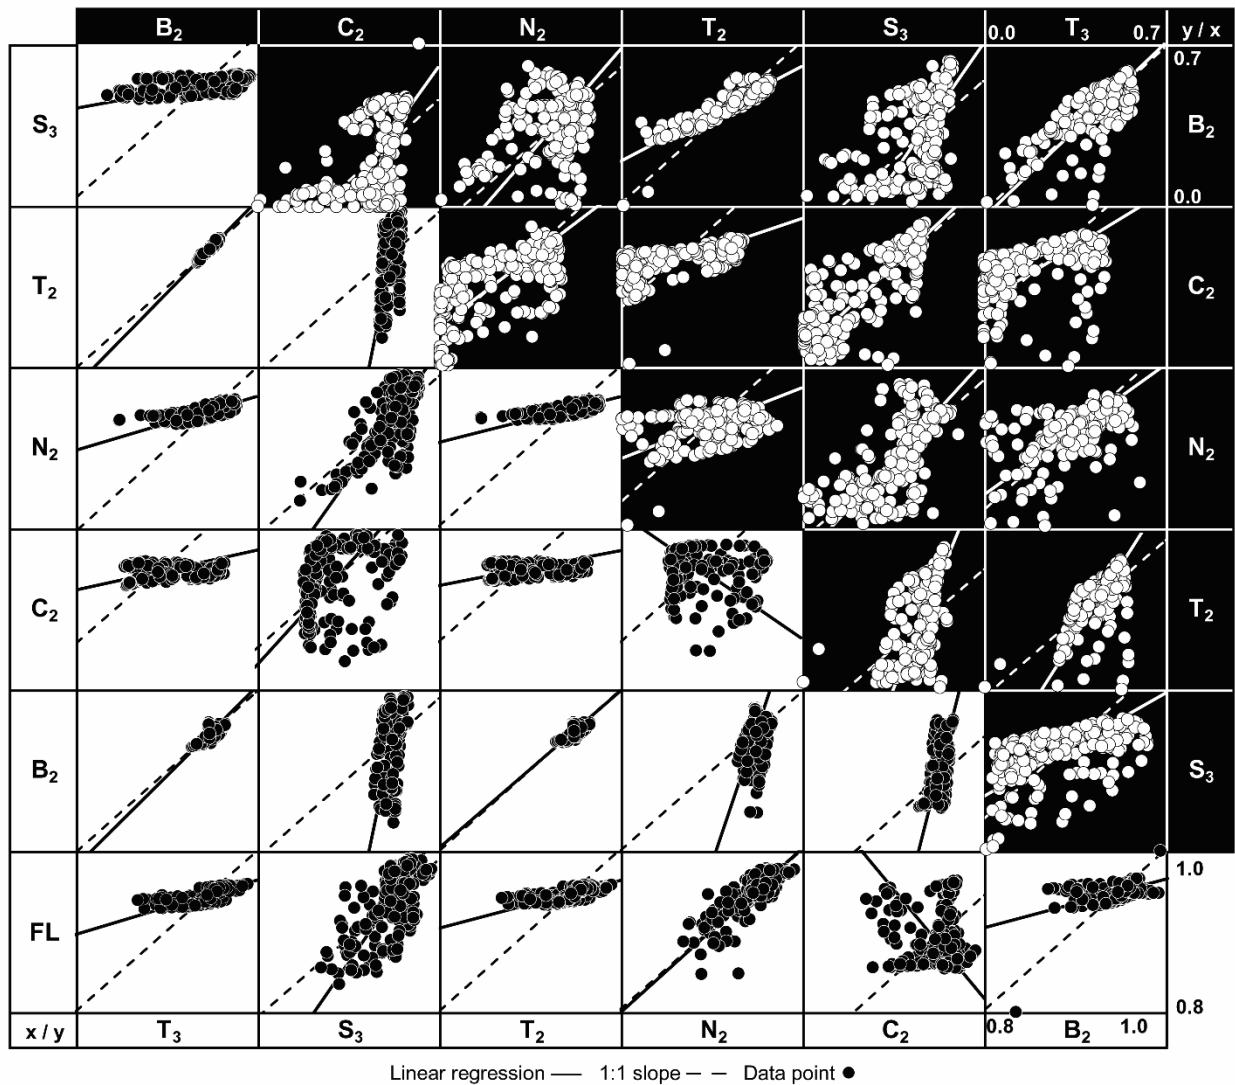 B₂ C₂ N₂ T₂ S₃ T₃ y / x
0.0 0.7
S₃ 0.7 B₂ 0.0
T₂ C₂
N₂ N₂
C₂ T₂
B₂ S₃
FL 1.0 0.8
0.8 1.0
x / y T₃ S₃ T₂ N₂ C₂ B₂
Linear regression 1:1 slope Data point